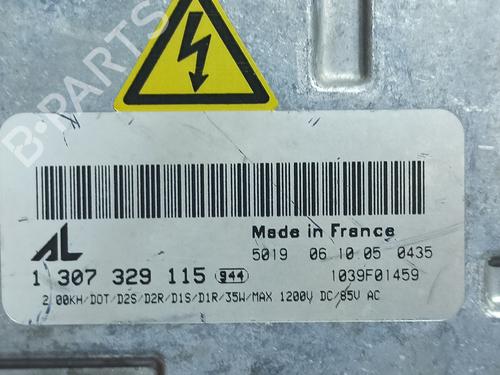 B-PARTS
Made in France
5019 06 10 05 0435
AL
1 307 329 115 944
1039F01459
2.00KH/DOT/D2S/D2R/D1S/D1R/35W/MAX 1200V DC/85V AC